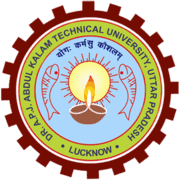 DR. A.P.J. ABDUL KALAM TECHNICAL UNIVERSITY, UTTAR PRADESH
योगः कर्मसु कौशलम्
LUCKNOW